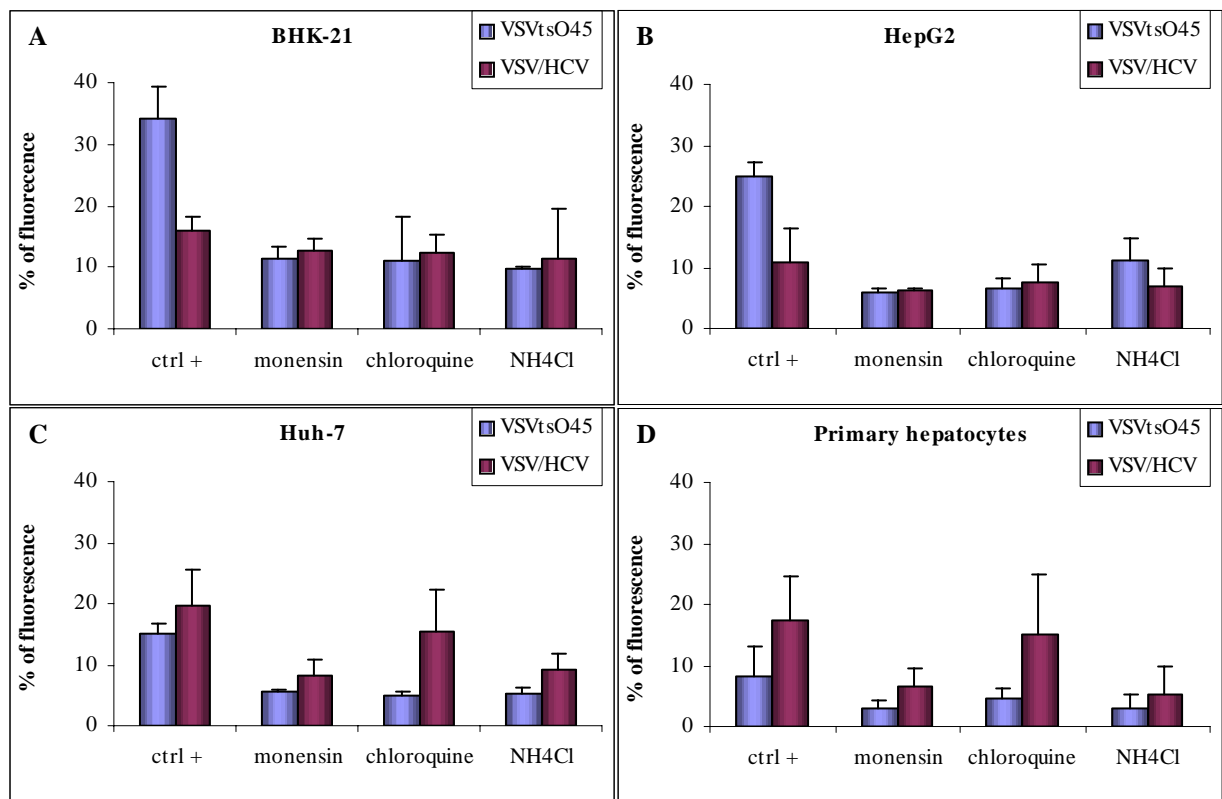 A
BHK-21
VSVtsO45
VSV/HCV
% of fluorecence
40
30
20
10
0
ctrl +
monensin
chloroquine
NH4Cl
B
HepG2
VSVtsO45
VSV/HCV
% of fluorescence
40
30
20
10
0
ctrl +
monensin
chloroquine
NH4Cl
C
Huh-7
VSVtsO45
VSV/HCV
% of fluorescence
40
30
20
10
0
ctrl +
monensin
chloroquine
NH4Cl
D
Primary hepatocytes
VSVtsO45
VSV/HCV
% of fluorescence
40
30
20
10
0
ctrl +
monensin
chloroquine
NH4Cl